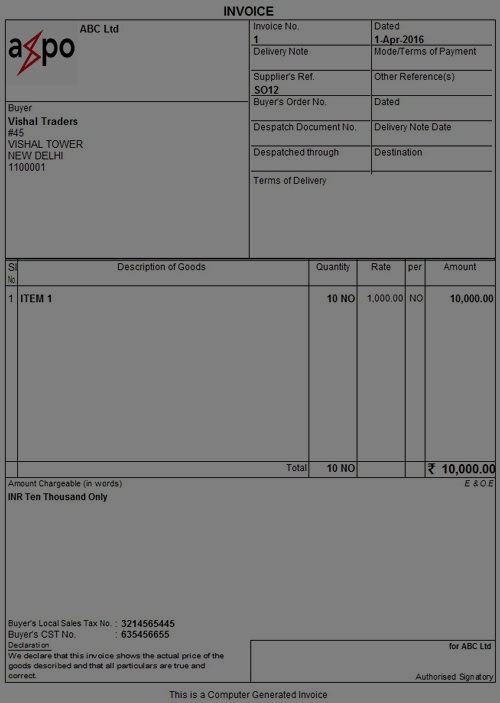 INVOICE
aspo
ABC Ltd
Invoice No.
1
Dated
1-Apr-2016
Delivery Note
Mode/Terms of Payment
Supplier's Ref.
SO12
Other Reference(s)
Buyer
Vishal Traders
#45
VISHAL TOWER
NEW DELHI
1100001
Buyer's Order No.
Dated
Despatch Document No.
Delivery Note Date
Despatched through
Destination
Terms of Delivery
Sl No. Description of Goods Quantity Rate per Amount
1 ITEM 1 10 NO 1,000.00 NO 10,000.00
Total 10 NO ₹ 10,000.00
Amount Chargeable (in words) E. & O.E
INR Ten Thousand Only
Buyer's Local Sales Tax No. : 3214565445
Buyer's CST No. : 635456655
Declaration
We declare that this invoice shows the actual price of the
goods described and that all particulars are true and
correct.
for ABC Ltd
Authorised Signatory
This is a Computer Generated Invoice